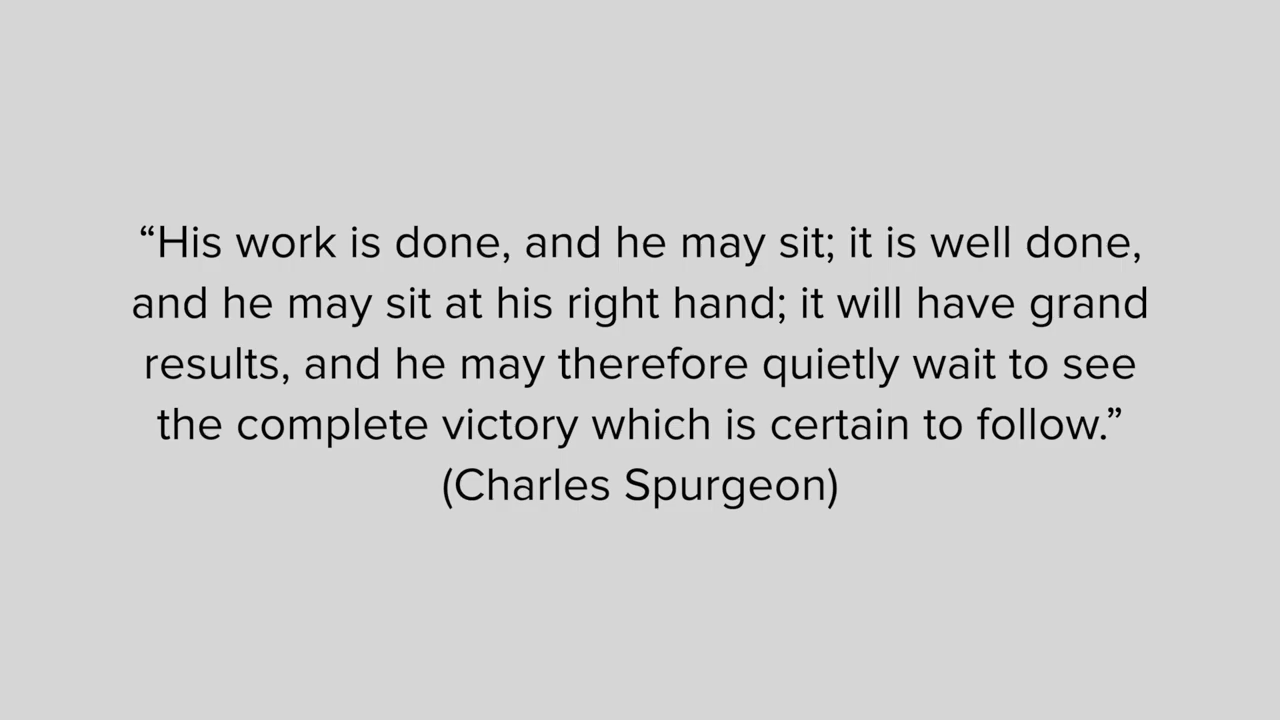 “His work is done, and he may sit; it is well done,
and he may sit at his right hand; it will have grand
results, and he may therefore quietly wait to see
the complete victory which is certain to follow.”
(Charles Spurgeon)